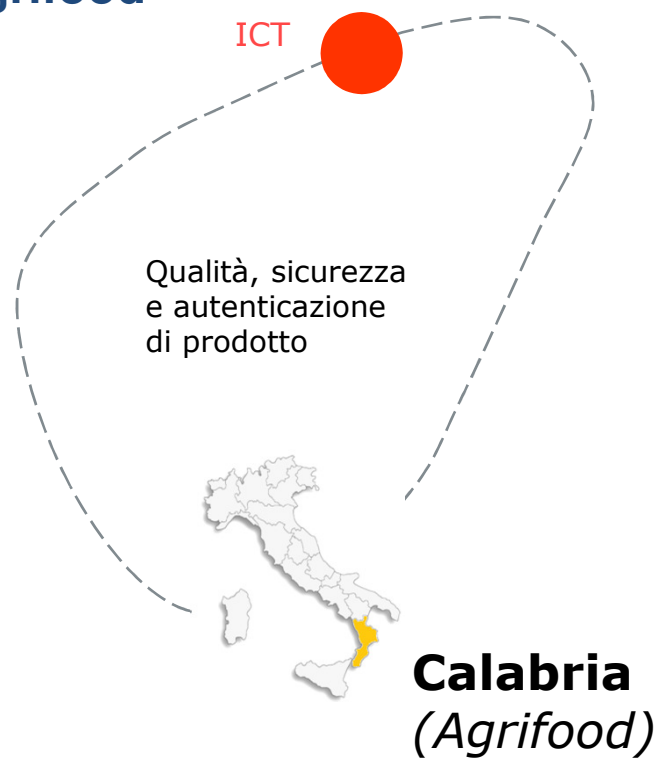 ICT
Qualità, sicurezza
e autenticazione
di prodotto
Calabria
(Agrifood)